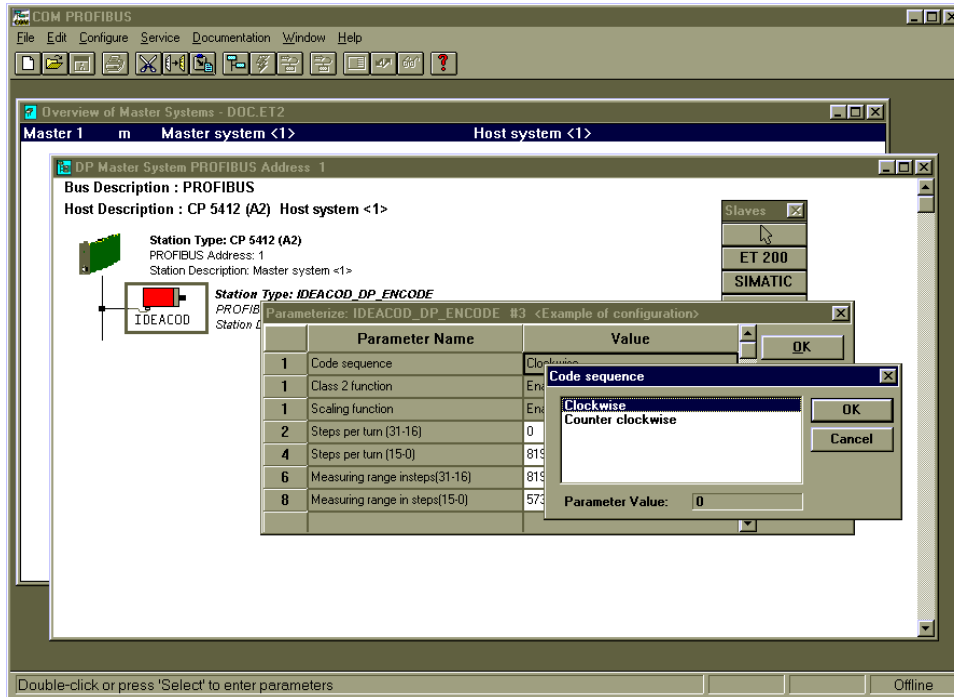 COM PROFIBUS
File Edit Configure Service Documentation Window Help
Overview of Master Systems - DOC.ET2
Master 1 m Master system <1> Host system <1>
DP Master System PROFIBUS Address 1
Bus Description : PROFIBUS
Host Description : CP 5412 (A2) Host system <1>
Slaves
ET 200
SIMATIC
Station Type: CP 5412 (A2)
PROFIBUS Address: 1
Station Description: Master system <1>
IDEACOD
Station Type: IDEACOD_DP_ENCODE
Parameterize: IDEACOD_DP_ENCODE #3 <Example of configuration>
Parameter Name Value
OK
1 Code sequence Clockwise
1 Class 2 function
1 Scaling function
2 Steps per turn (31-16) 0
4 Steps per turn (15-0)
6 Measuring range insteps(31-16)
8 Measuring range in steps(15-0)
Code sequence
Clockwise
Counter clockwise
OK
Cancel
Parameter Value: 0
Double-click or press 'Select' to enter parameters
Offline